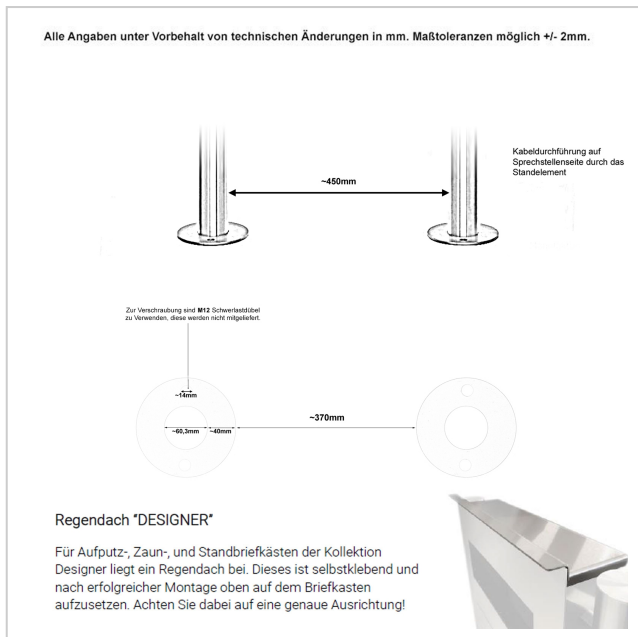 Alle Angaben unter Vorbehalt von technischen Änderungen in mm. Maßtoleranzen möglich +/- 2mm.
Kabeldurchführung auf
Sprechstellenseite durch das
Standelement
~450mm
Zur Verschraubung sind M12 Schwerlastdübel
zu Verwenden, diese werden nicht mitgeliefert.
~14mm
~370mm
~60,3mm ~40mm
Regendach "DESIGNER"
Für Aufputz-, Zaun-, und Standbriefkästen der Kollektion
Designer liegt ein Regendach bei. Dieses ist selbstklebend und
nach erfolgreicher Montage oben auf dem Briefkasten
aufzusetzen. Achten Sie dabei auf eine genaue Ausrichtung!